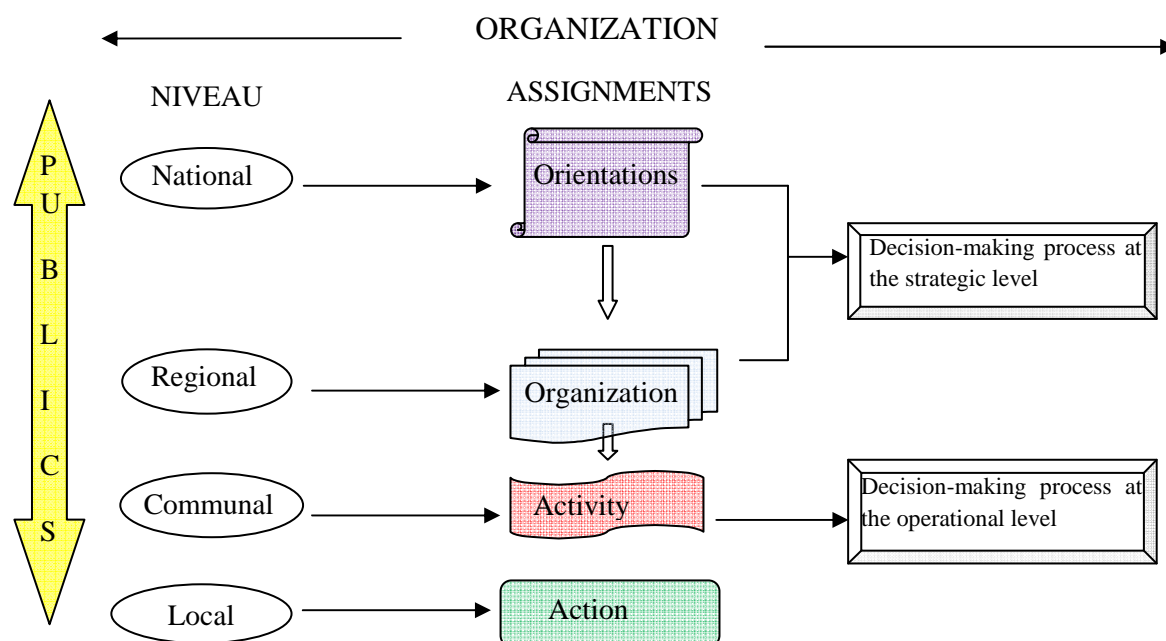 ORGANIZATION
NIVEAU
ASSIGNMENTS
P
U
B
L
I
C
S
National
Orientations
Decision-making process at
the strategic level
Regional
Organization
Communal
Activity
Decision-making process at
the operational level
Local
Action